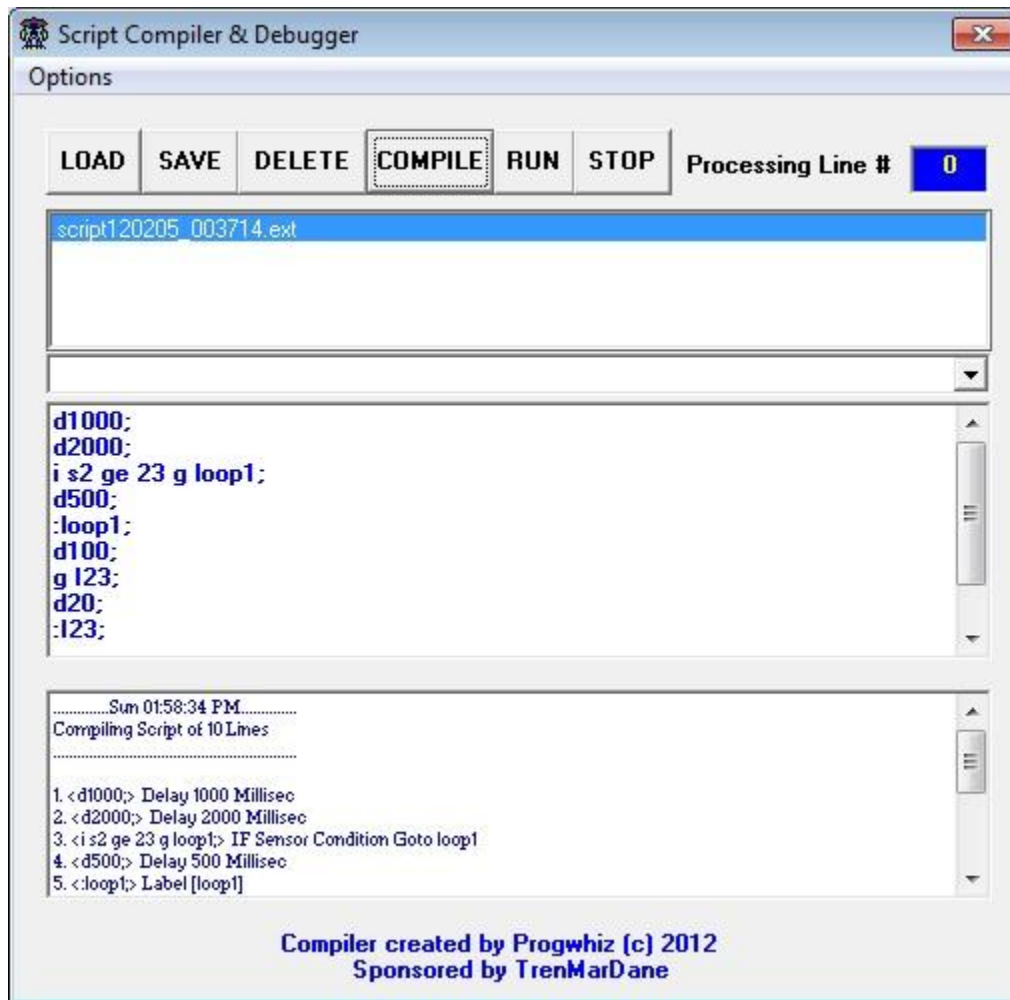 Script Compiler & Debugger
Options
LOAD SAVE DELETE COMPILE RUN STOP Processing Line # 0
script120205_003714.ext
d1000;
d2000;
i s2 ge 23 g loop1;
d500;
:loop1;
d100;
g l23;
d20;
:l23;
.............Sun 01:58:34 PM.............
Compiling Script of 10 Lines
.........................................................
1. <d1000;> Delay 1000 Millisec
2. <d2000;> Delay 2000 Millisec
3. <i s2 ge 23 g loop1;> IF Sensor Condition Goto loop1
4. <d500;> Delay 500 Millisec
5. <:loop1;> Label [loop1]
Compiler created by Progwhiz (c) 2012
Sponsored by TrenMarDane